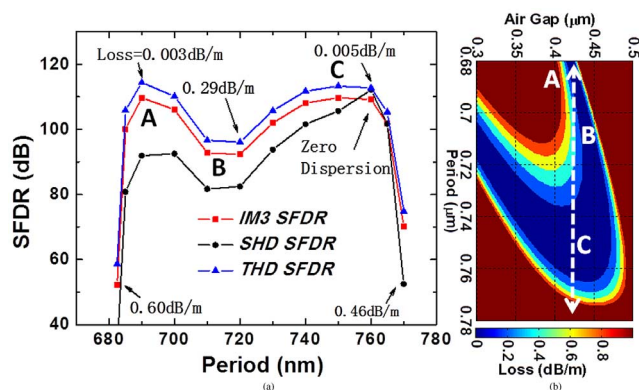 Loss=0.003dB/m
0.005dB/m
C
0.29dB/m
A
B
Zero
Dispersion
IM3 SFDR
SHD SFDR
THD SFDR
0.60dB/m
0.46dB/m
SFDR (dB)
120
100
80
60
40
680 700 720 740 760 780
Period (nm)
(a)
Air Gap (μm)
0.3 0.35 0.4 0.45 0.5
0.68
0.7
0.72
0.74
0.76
0.78
Period (μm)
A
B
C
0 0.2 0.4 0.6 0.8
Loss (dB/m)
(b)